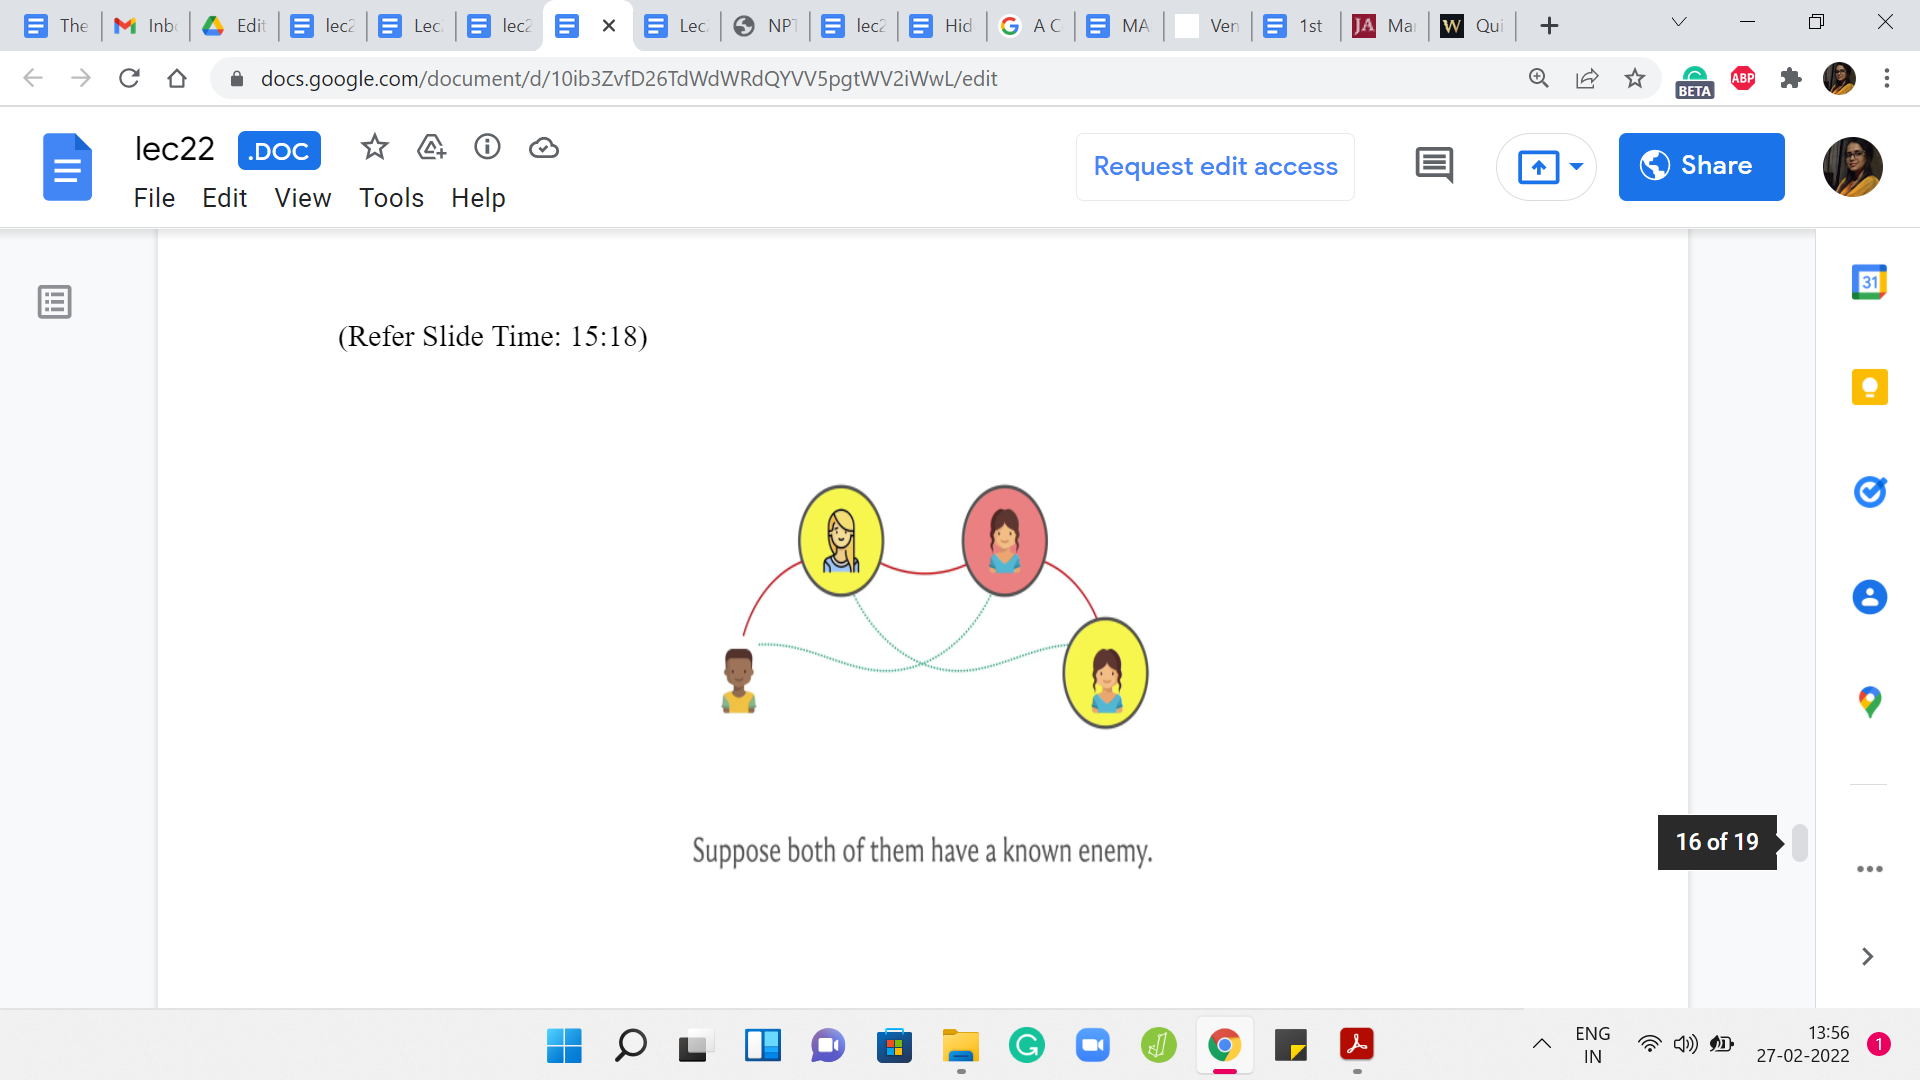 The
Inb
Edit
lec2
Lec
lec2
Lec
NPT
lec2
Hid
A C
MA
Ven
1st
JA
Ma
W
Qui
docs.google.com/document/d/10ib3ZvfD26TdWdWRdQYVV5pgtWV2iWwL/edit
BETA
ABP
lec22
.DOC
Request edit access
Share
File Edit View Tools Help
31
(Refer Slide Time: 15:18)
Suppose both of them have a known enemy.
16 of 19
ENG
IN
13:56
27-02-2022
1